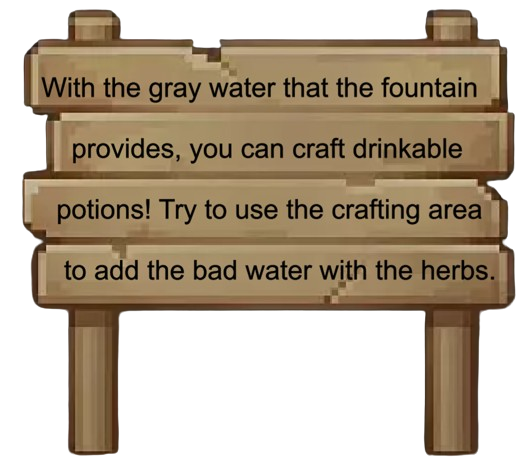 With the gray water that the fountain
provides, you can craft drinkable
potions! Try to use the crafting area
to add the bad water with the herbs.